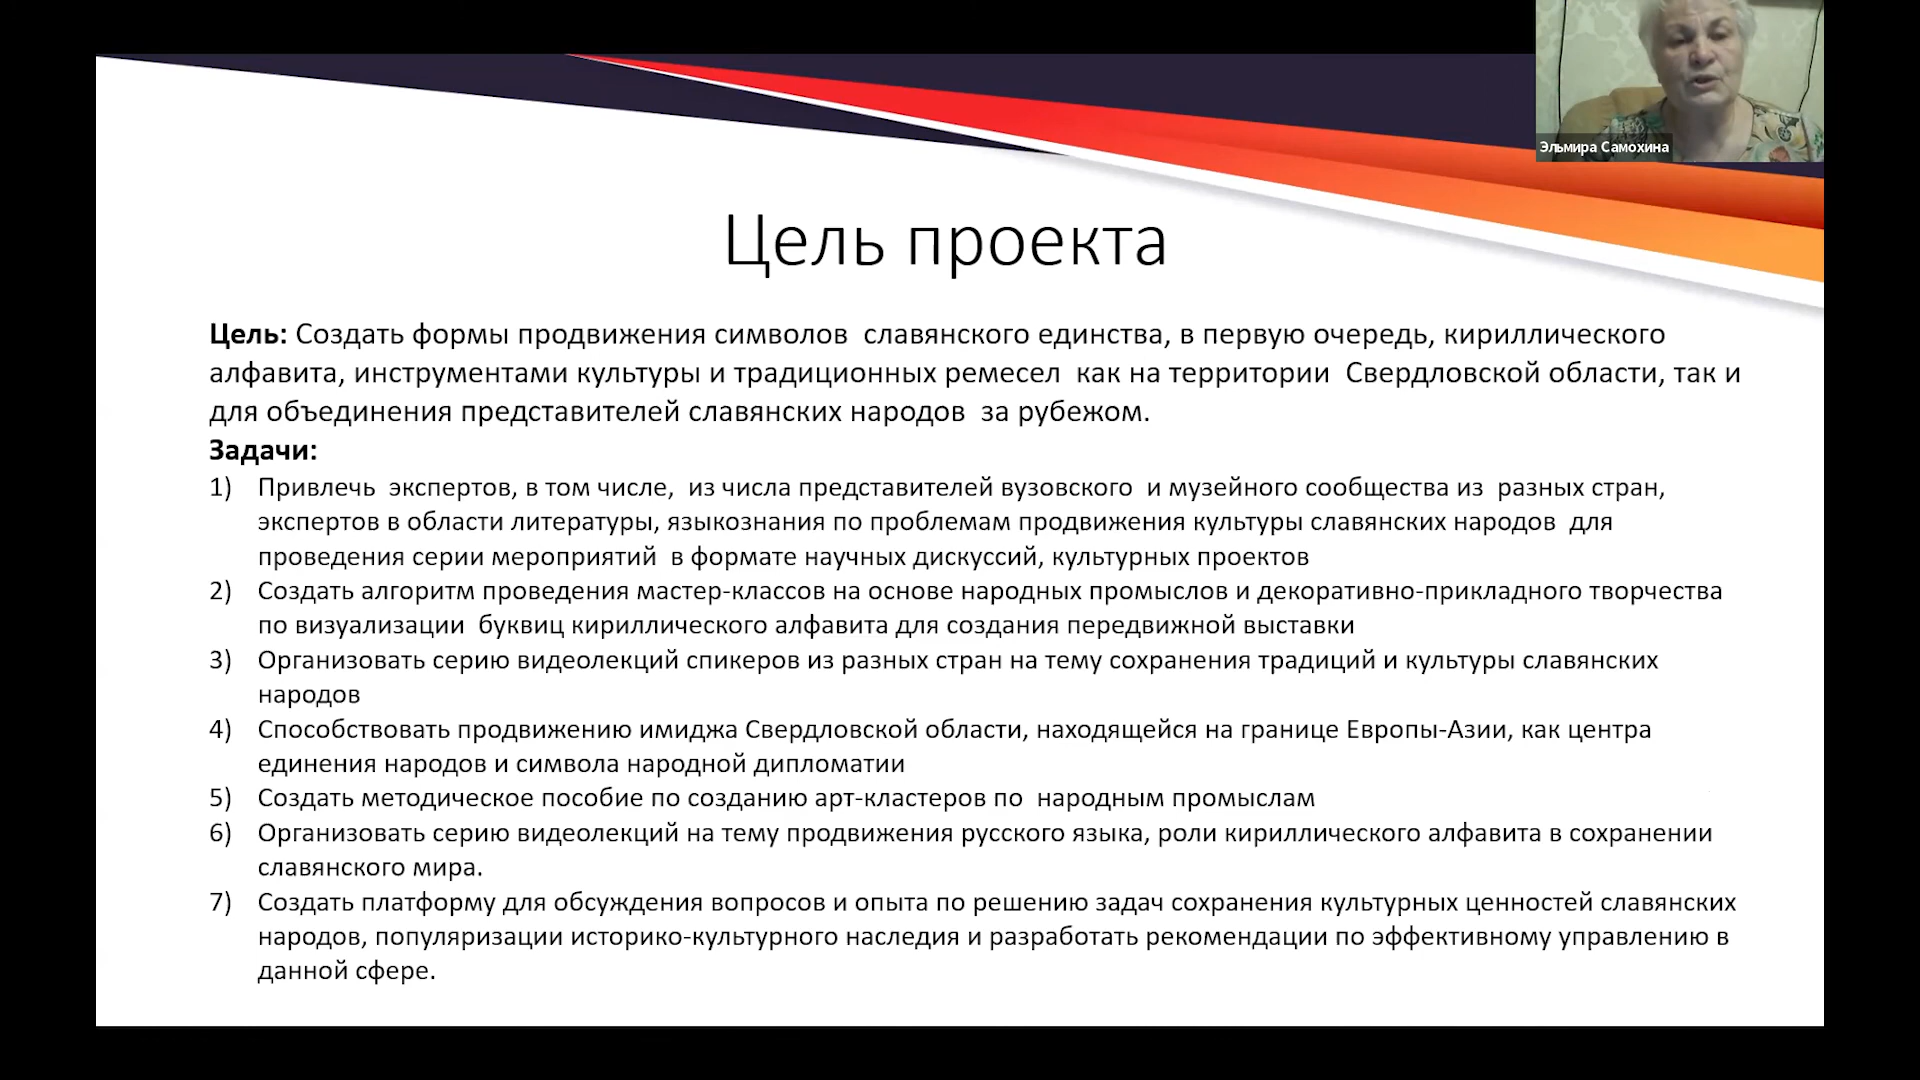 Эльмира Самохина
Цель проекта
Цель: Создать формы продвижения символов славянского единства, в первую очередь, кириллического
алфавита, инструментами культуры и традиционных ремесел как на территории Свердловской области, так и
для объединения представителей славянских народов за рубежом.
Задачи:
1) Привлечь экспертов, в том числе, из числа представителей вузовского и музейного сообщества из разных стран,
экспертов в области литературы, языкознания по проблемам продвижения культуры славянских народов для
проведения серии мероприятий в формате научных дискуссий, культурных проектов
2) Создать алгоритм проведения мастер-классов на основе народных промыслов и декоративно-прикладного творчества
по визуализации буквиц кириллического алфавита для создания передвижной выставки
3) Организовать серию видеолекций спикеров из разных стран на тему сохранения традиций и культуры славянских
народов
4) Способствовать продвижению имиджа Свердловской области, находящейся на границе Европы-Азии, как центра
единения народов и символа народной дипломатии
5) Создать методическое пособие по созданию арт-кластеров по народным промыслам
6) Организовать серию видеолекций на тему продвижения русского языка, роли кириллического алфавита в сохранении
славянского мира.
7) Создать платформу для обсуждения вопросов и опыта по решению задач сохранения культурных ценностей славянских
народов, популяризации историко-культурного наследия и разработать рекомендации по эффективному управлению в
данной сфере.